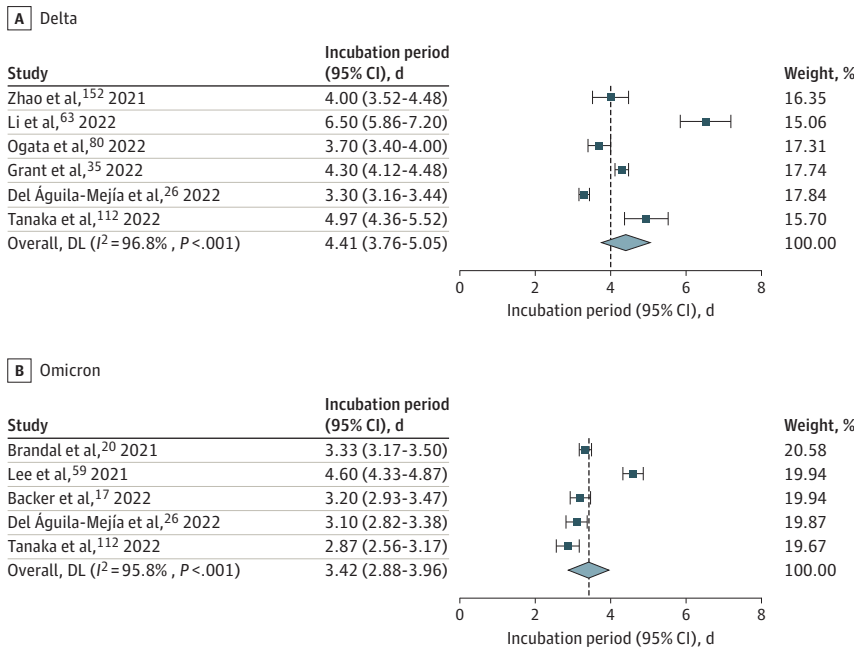 A Delta
Incubation period
Study (95% CI), d Weight, %
Zhao et al,152 2021 4.00 (3.52-4.48) 16.35
Li et al,63 2022 6.50 (5.86-7.20) 15.06
Ogata et al,80 2022 3.70 (3.40-4.00) 17.31
Grant et al,35 2022 4.30 (4.12-4.48) 17.74
Del Águila-Mejía et al,26 2022 3.30 (3.16-3.44) 17.84
Tanaka et al,112 2022 4.97 (4.36-5.52) 15.70
Overall, DL (I2 = 96.8% , P <.001) 4.41 (3.76-5.05) 100.00
0 2 4 6 8
Incubation period (95% CI), d
B Omicron
Incubation period
Study (95% CI), d Weight, %
Brandal et al,20 2021 3.33 (3.17-3.50) 20.58
Lee et al,59 2021 4.60 (4.33-4.87) 19.94
Backer et al,17 2022 3.20 (2.93-3.47) 19.94
Del Águila-Mejía et al,26 2022 3.10 (2.82-3.38) 19.87
Tanaka et al,112 2022 2.87 (2.56-3.17) 19.67
Overall, DL (I2 = 95.8% , P <.001) 3.42 (2.88-3.96) 100.00
0 2 4 6 8
Incubation period (95% CI), d